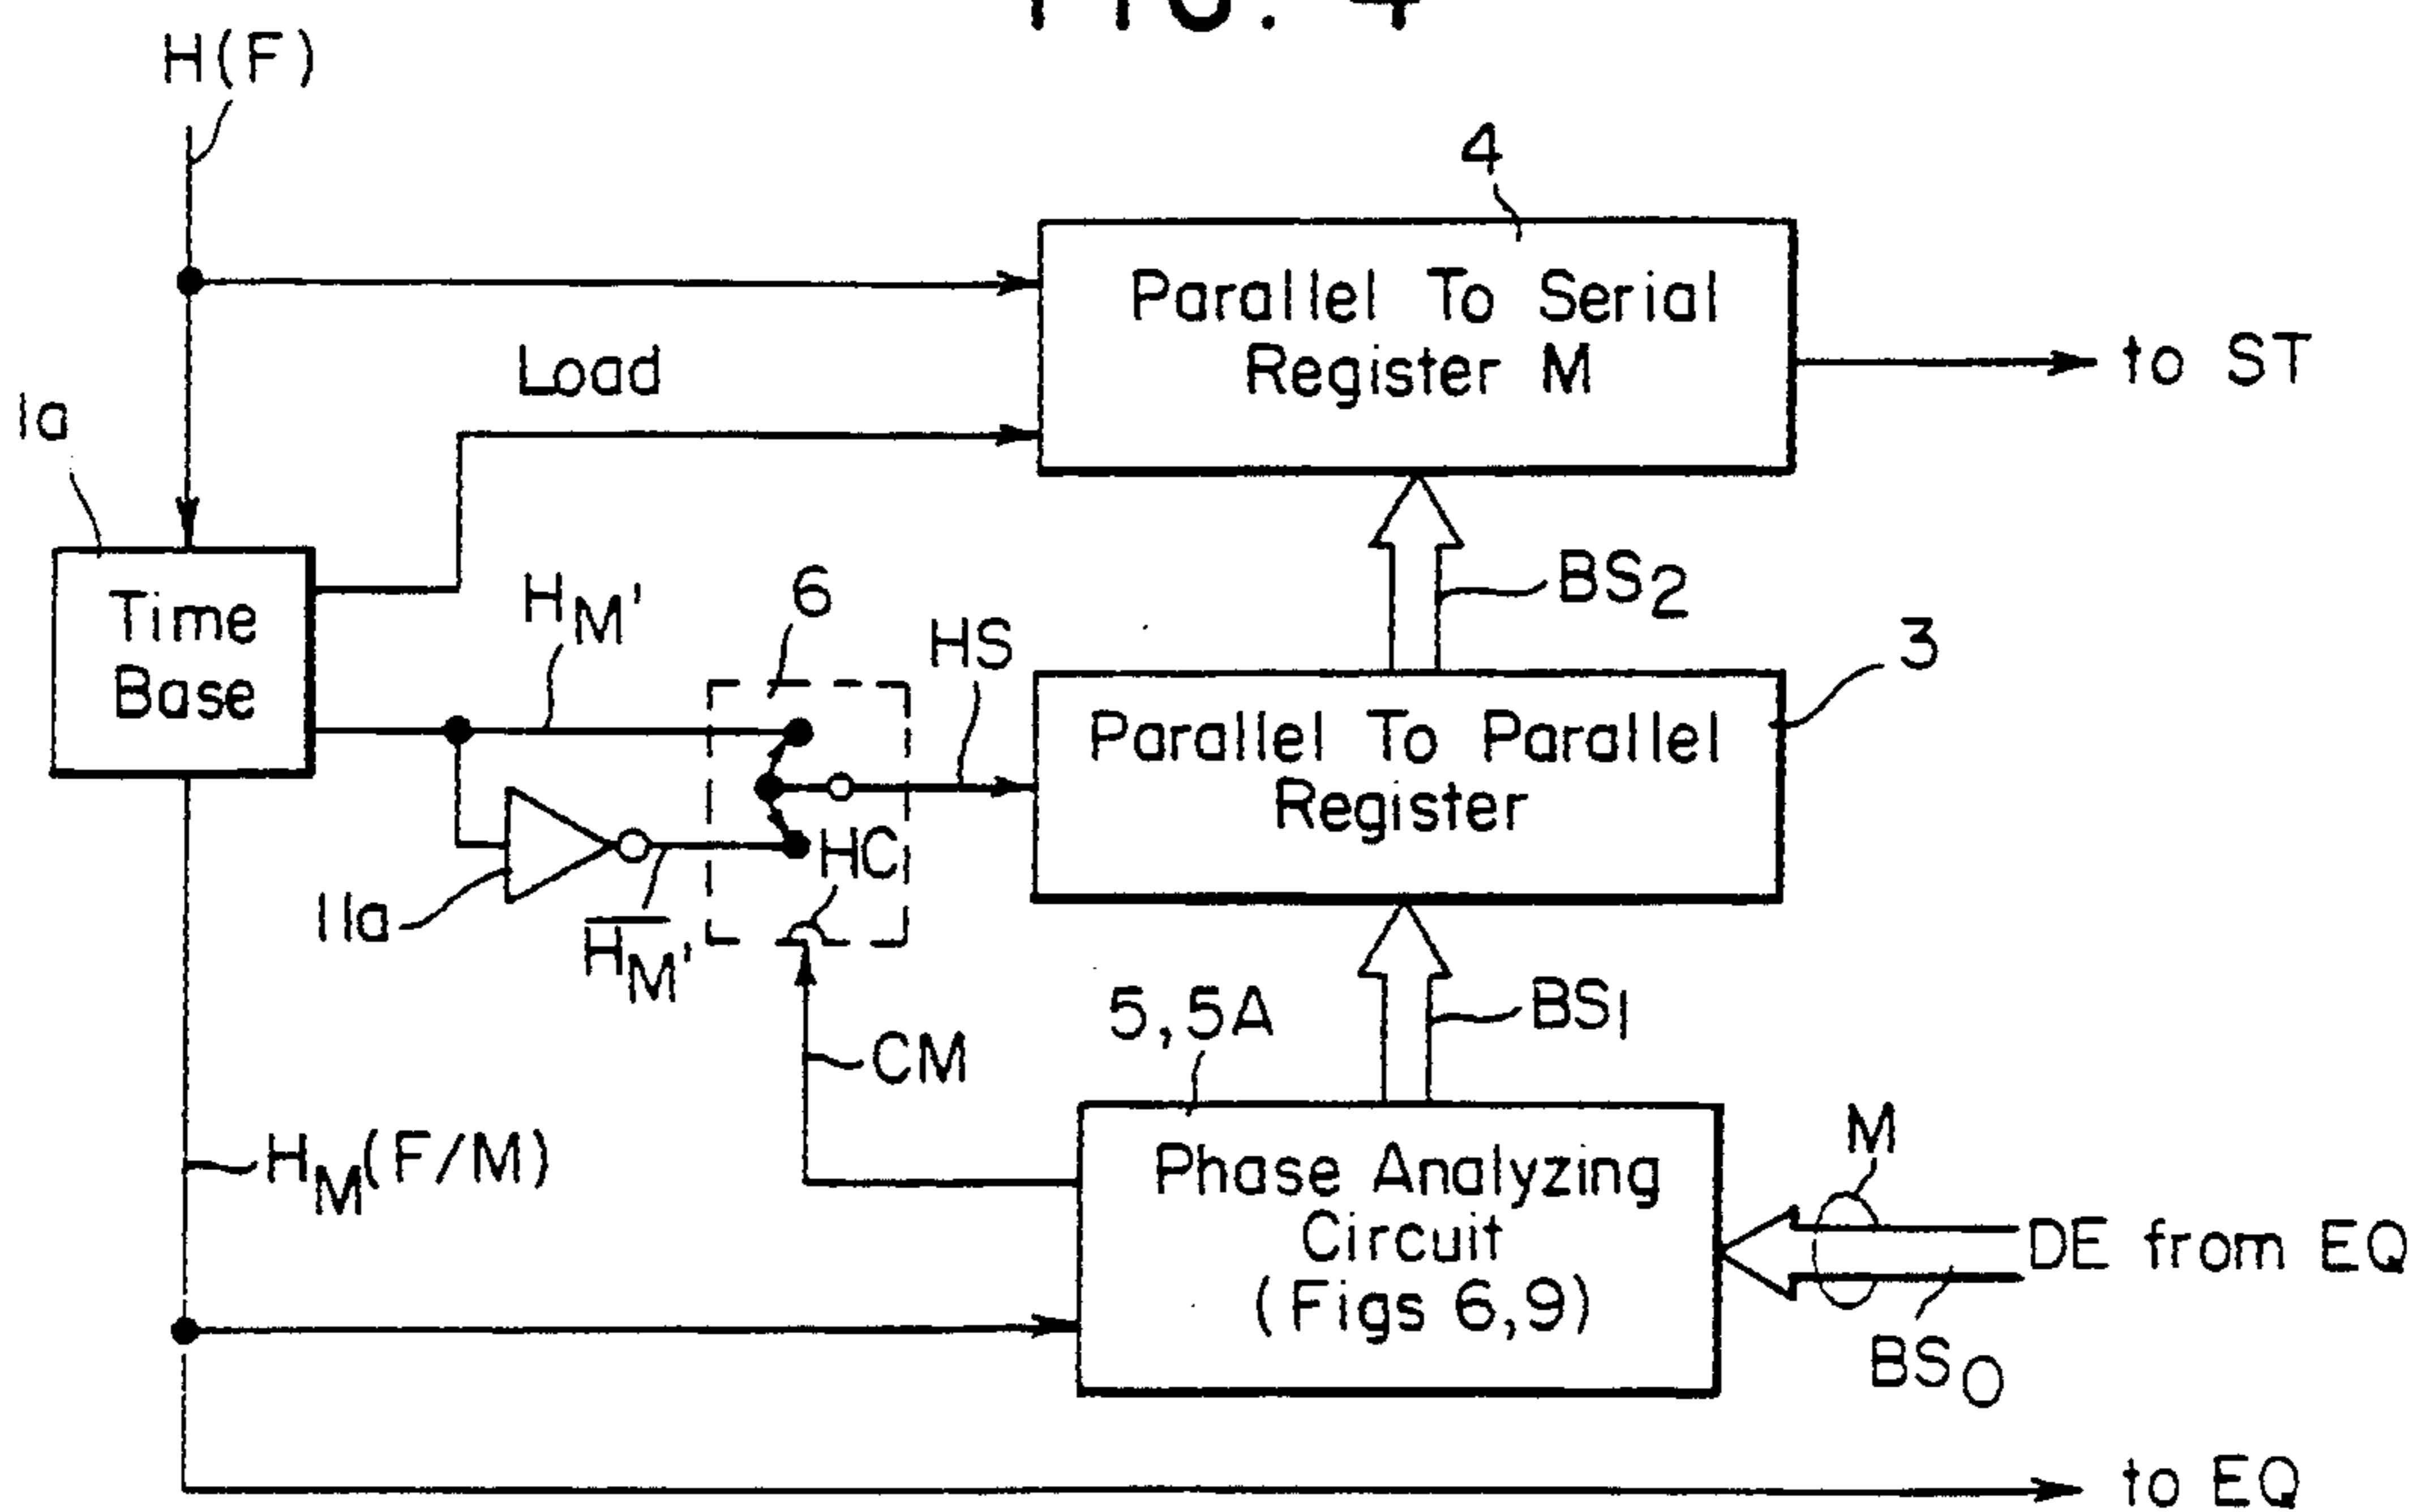 FIG. 4
H(F)
4
Parallel To Serial
Register M
to ST
Load
1a
Time
Base
HM'
6
HS
BS2
3
Parallel To Parallel
Register
HC
11a
H̅M̅'
BS1
5,5A
CM
HM(F/M)
Phase Analyzing
Circuit
(Figs 6,9)
M
DE from EQ
BSO
to EQ